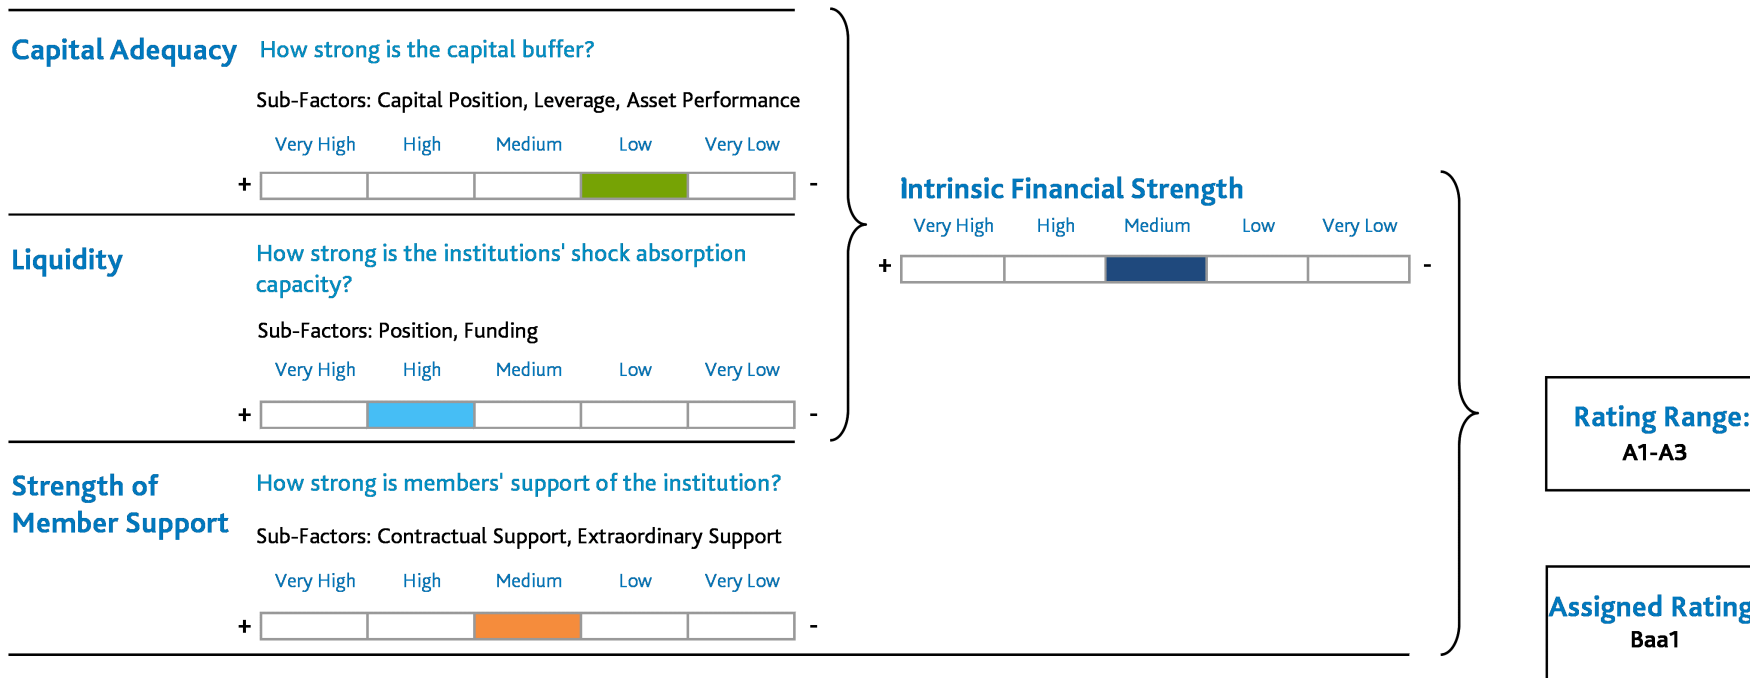 Capital Adequacy
How strong is the capital buffer?
Sub-Factors: Capital Position, Leverage, Asset Performance
Very High High Medium Low Very Low
+ -
Liquidity
How strong is the institutions' shock absorption
capacity?
Sub-Factors: Position, Funding
Very High High Medium Low Very Low
+ -
Strength of
Member Support
How strong is members' support of the institution?
Sub-Factors: Contractual Support, Extraordinary Support
Very High High Medium Low Very Low
+ -
Intrinsic Financial Strength
Very High High Medium Low Very Low
+ -
Rating Range:
A1-A3
Assigned Rating
Baa1